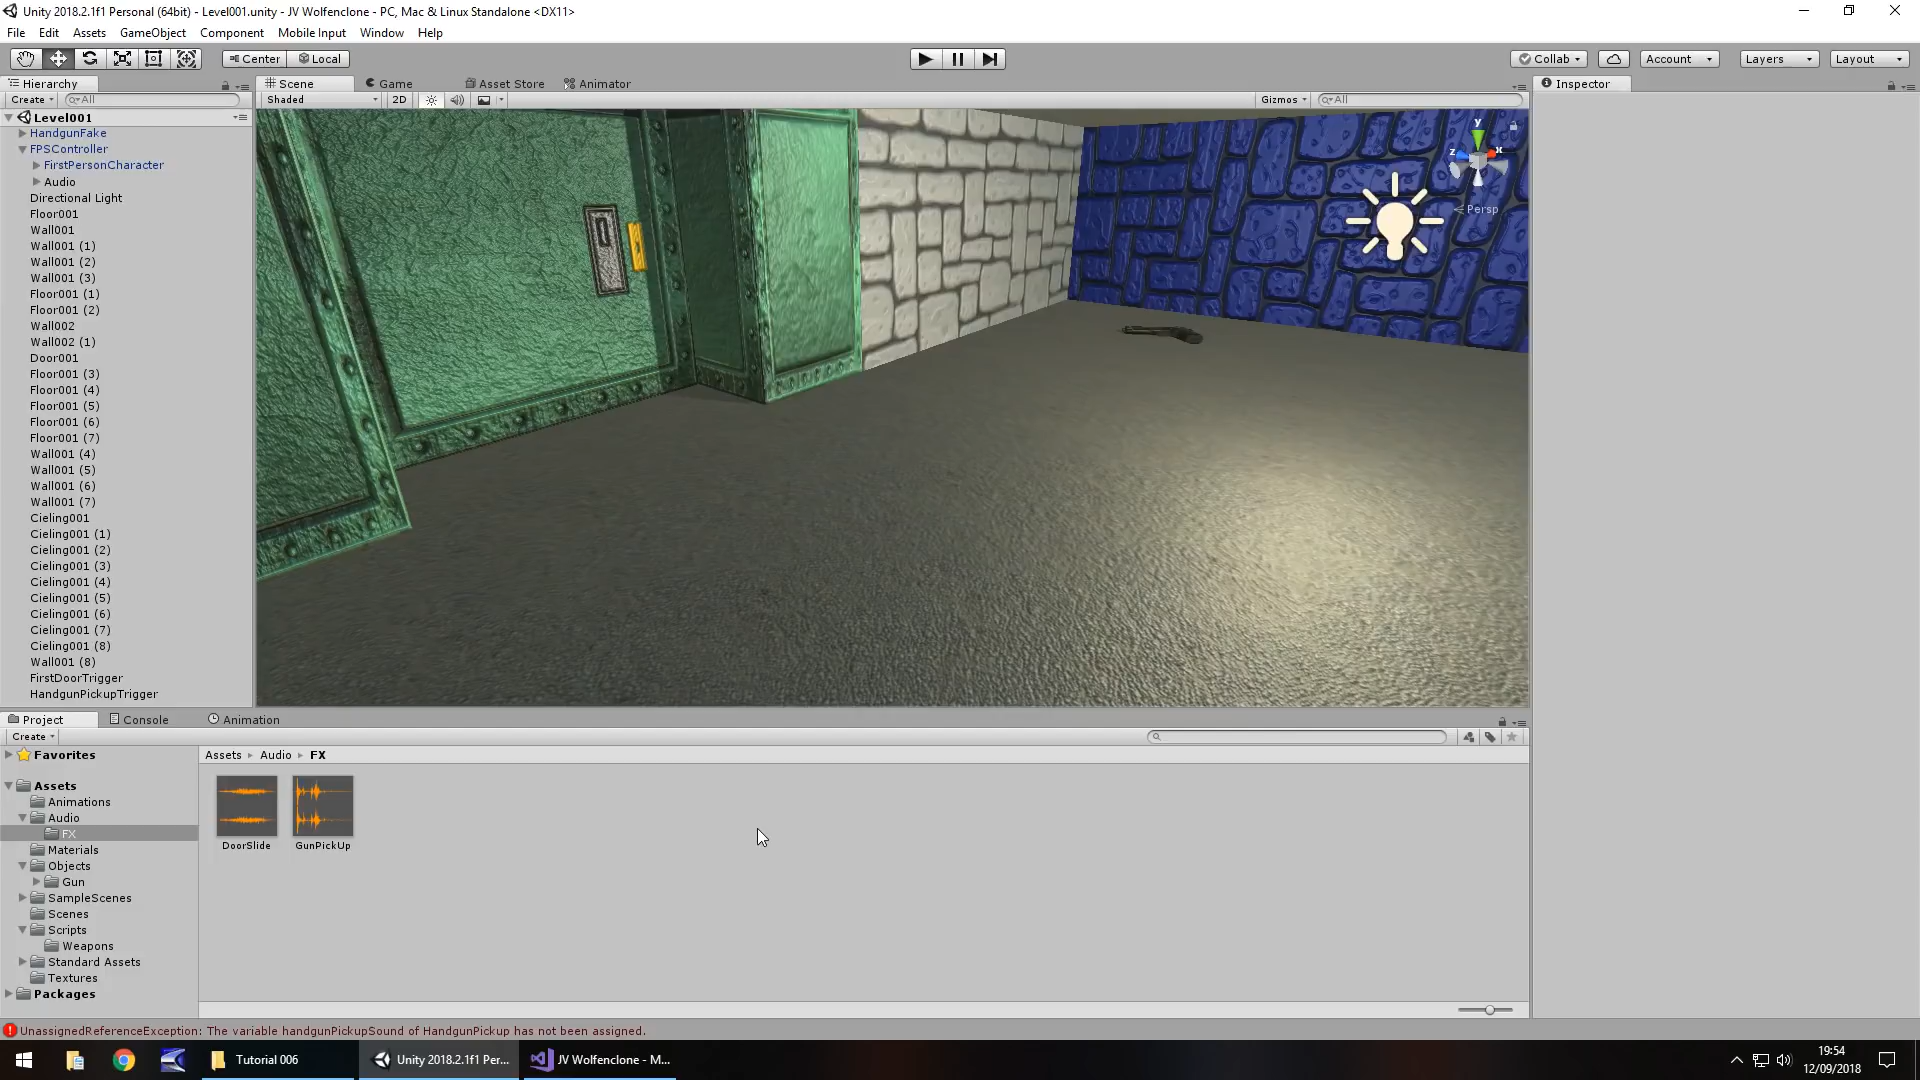 Unity 2018.2.1f1 Personal (64bit) - Level001.unity - JV Wolfenclone - PC, Mac & Linux Standalone <DX11>
File Edit Assets GameObject Component Mobile Input Window Help
Center Local Collab Account Layers Layout
Hierarchy Scene Game Asset Store Animator Inspector
Create All Shaded 2D Gizmos All
Level001
HandgunFake
FPSController
FirstPersonCharacter
Audio
Directional Light
Floor001
Wall001
Wall001 (1)
Wall001 (2)
Wall001 (3)
Floor001 (1)
Floor001 (2)
Wall002
Wall002 (1)
Door001
Floor001 (3)
Floor001 (4)
Floor001 (5)
Floor001 (6)
Floor001 (7)
Wall001 (4)
Wall001 (5)
Wall001 (6)
Wall001 (7)
Cieling001
Cieling001 (1)
Cieling001 (2)
Cieling001 (3)
Cieling001 (4)
Cieling001 (5)
Cieling001 (6)
Cieling001 (7)
Cieling001 (8)
Wall001 (8)
FirstDoorTrigger
HandgunPickupTrigger
y
z x
Persp
Project Console Animation
Create
Favorites
Assets
Animations
Audio
FX
Materials
Objects
Gun
SampleScenes
Scenes
Scripts
Weapons
Standard Assets
Textures
Packages
Assets Audio FX
DoorSlide GunPickUp
UnassignedReferenceException: The variable handgunPickupSound of HandgunPickup has not been assigned.
Tutorial 006 Unity 2018.2.1f1 Per... JV Wolfenclone - M...
19:54
12/09/2018